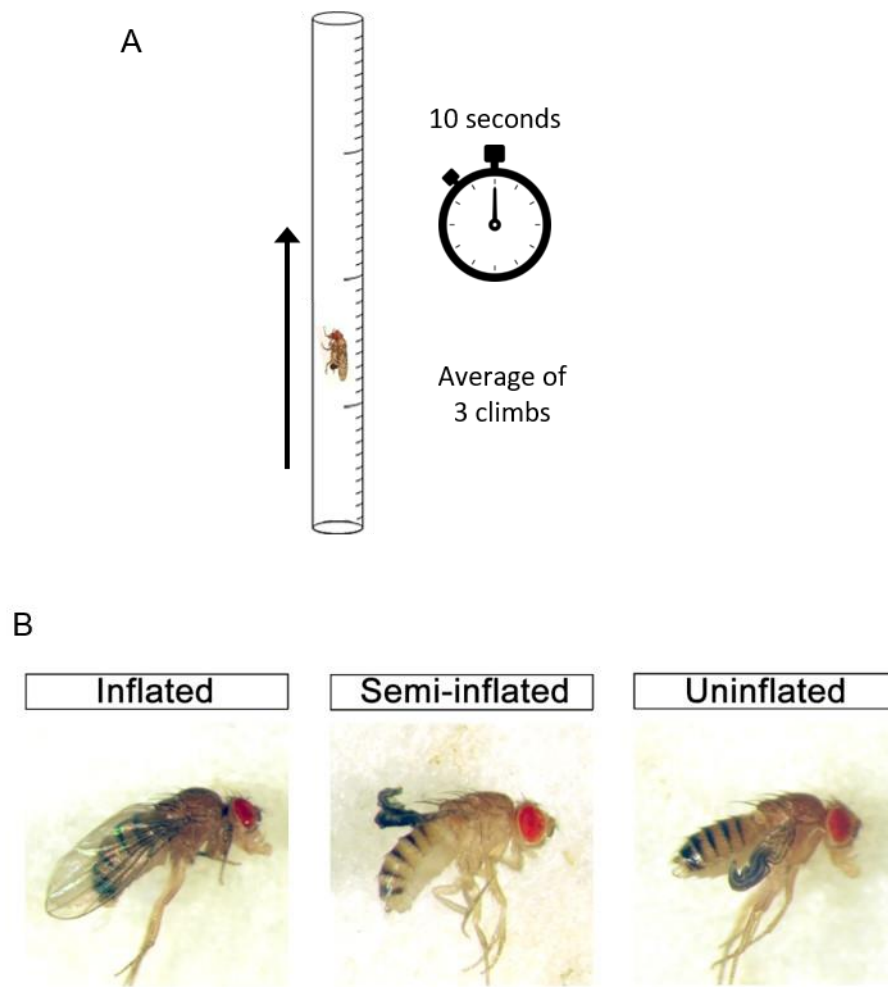 A
10 seconds
Average of
3 climbs
B
Inflated
Semi-inflated
Uninflated